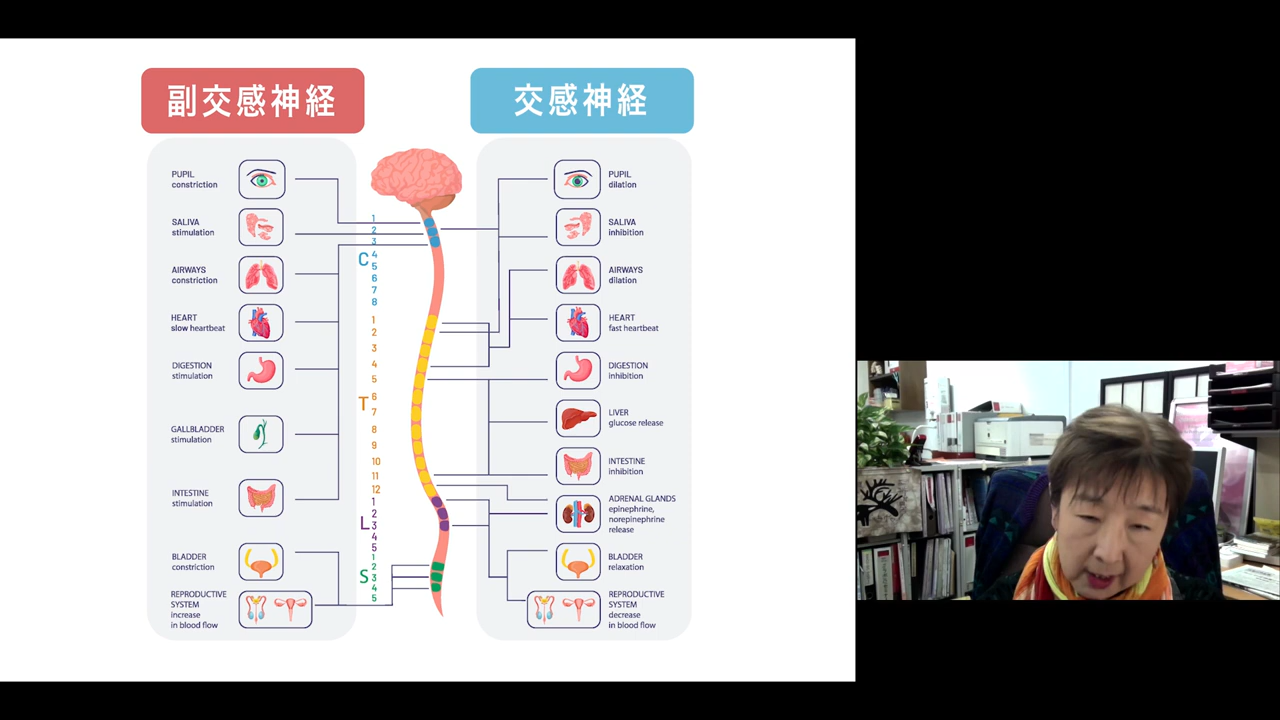 副交感神経
交感神経
PUPIL
constriction
SALIVA
stimulation
AIRWAYS
constriction
HEART
slow heartbeat
DIGESTION
stimulation
GALLBLADDER
stimulation
INTESTINE
stimulation
BLADDER
constriction
REPRODUCTIVE
SYSTEM
increase
in blood flow
C
1
2
3
4
5
6
7
8
T
1
2
3
4
5
6
7
8
9
10
11
12
L
1
2
3
4
5
S
1
2
3
4
5
PUPIL
dilation
SALIVA
inhibition
AIRWAYS
dilation
HEART
fast heartbeat
DIGESTION
inhibition
LIVER
glucose release
INTESTINE
inhibition
ADRENAL GLANDS
epinephrine,
norepinephrine
release
BLADDER
relaxation
REPRODUCTIVE
SYSTEM
decrease
in blood flow